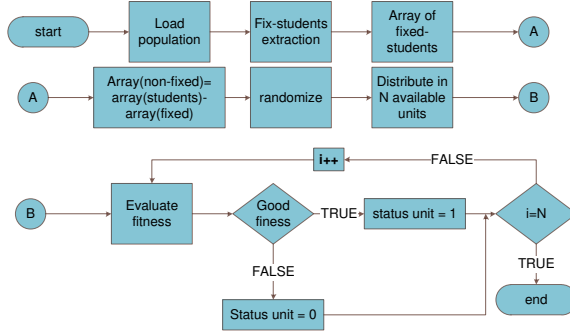 start
Load
population
Fix-students
extraction
Array of
fixed-
students
A
A
Array(non-fixed)=
array(students)-
array(fixed)
randomize
Distribute in
N available
units
B
i++
FALSE
B
Evaluate
fitness
Good
finess
TRUE
status unit = 1
i=N
FALSE
TRUE
Status unit = 0
end